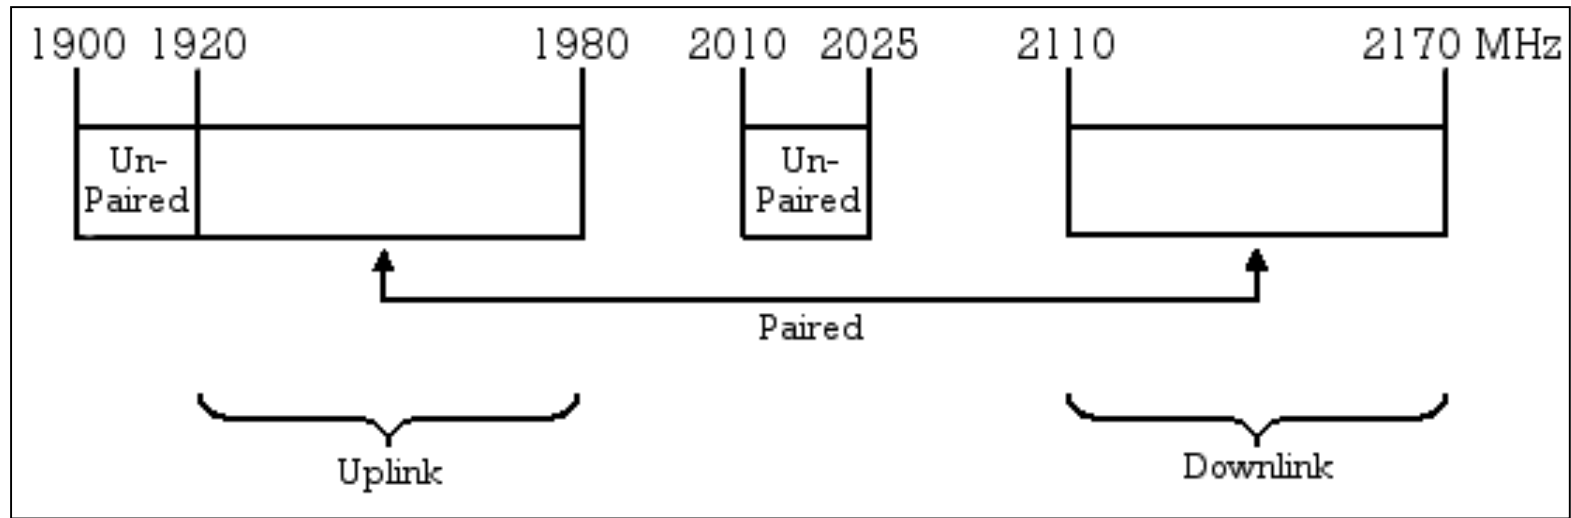 1900 1920 1980 2010 2025 2110 2170 MHz
Un-
Paired
Un-
Paired
Paired
Uplink
Downlink